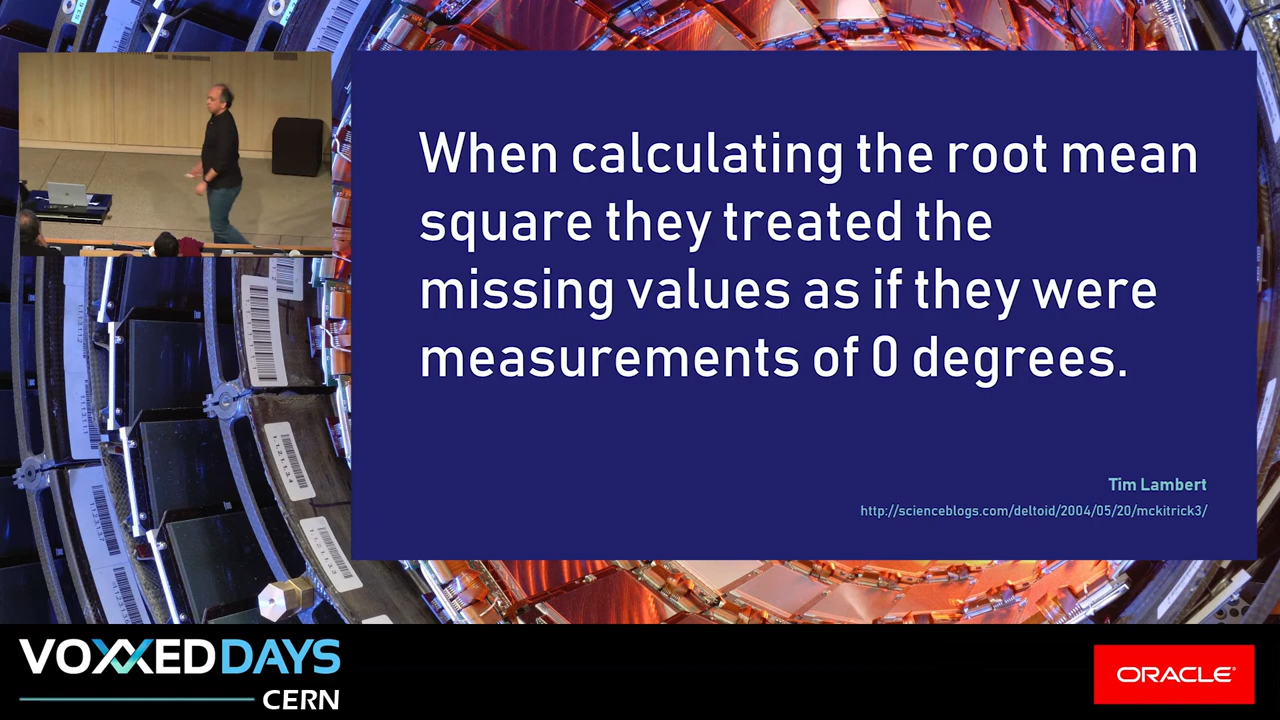 When calculating the root mean
square they treated the
missing values as if they were
measurements of 0 degrees.
Tim Lambert
http://scienceblogs.com/deltoid/2004/05/20/mckitrick3/
VOXXED DAYS
CERN
ORACLE